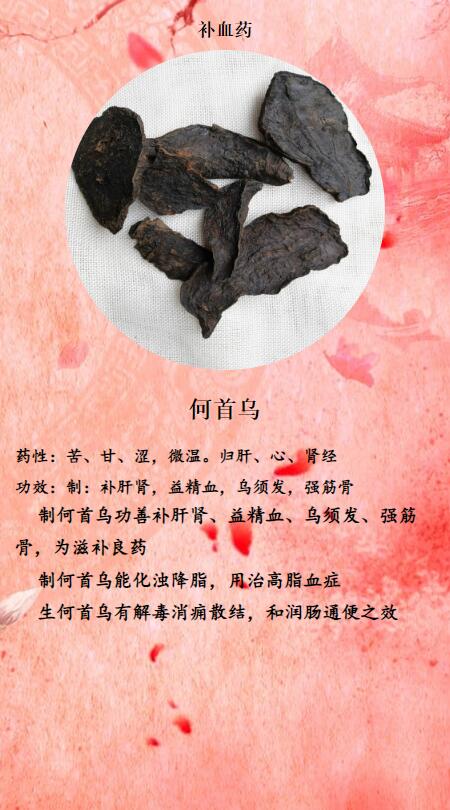 补血药
何首乌
药性：苦、甘、涩，微温。归肝、心、肾经
功效：制：补肝肾，益精血，乌须发，强筋骨
制何首乌功善补肝肾、益精血、乌须发、强筋
骨，为滋补良药
制何首乌能化浊降脂，用治高脂血症
生何首乌有解毒消痈散结，和润肠通便之效